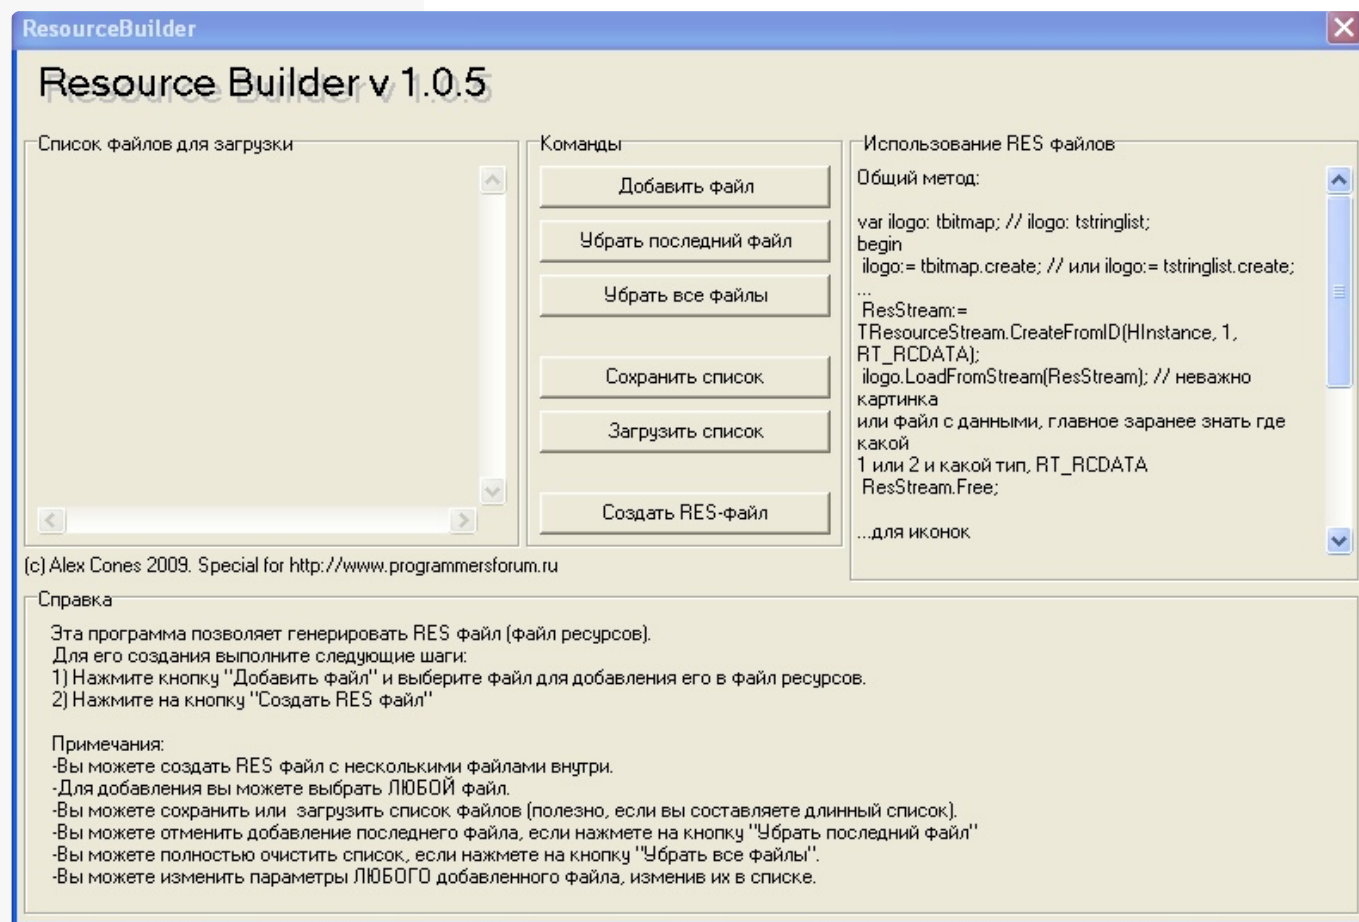 ResourceBuilder
Resource Builder v 1.0.5
Список файлов для загрузки
Команды
Добавить файл
Убрать последний файл
Убрать все файлы
Сохранить список
Загрузить список
Создать RES-файл
Использование RES файлов
Общий метод:
var ilogo: tbitmap; // ilogo: tstringlist;
begin
ilogo:= tbitmap.create; // или ilogo:= tstringlist.create;
...
ResStream:=
TResourceStream.CreateFromID(HInstance, 1,
RT_RCDATA);
ilogo.LoadFromStream(ResStream); // неважно
картинка
или файл с данными, главное заранее знать где
какой
1 или 2 и какой тип, RT_RCDATA
ResStream.Free;
...для иконок
(c) Alex Cones 2009. Special for http://www.programmersforum.ru
Справка
Эта программа позволяет генерировать RES файл (файл ресурсов).
Для его создания выполните следующие шаги:
1) Нажмите кнопку "Добавить файл" и выберите файл для добавления его в файл ресурсов.
2) Нажмите на кнопку "Создать RES файл"
Примечания:
-Вы можете создать RES файл с несколькими файлами внутри.
-Для добавления вы можете выбрать ЛЮБОЙ файл.
-Вы можете сохранить или загрузить список файлов (полезно, если вы составляете длинный список).
-Вы можете отменить добавление последнего файла, если нажмете на кнопку "Убрать последний файл"
-Вы можете полностью очистить список, если нажмете на кнопку "Убрать все файлы".
-Вы можете изменить параметры ЛЮБОГО добавленного файла, изменив их в списке.